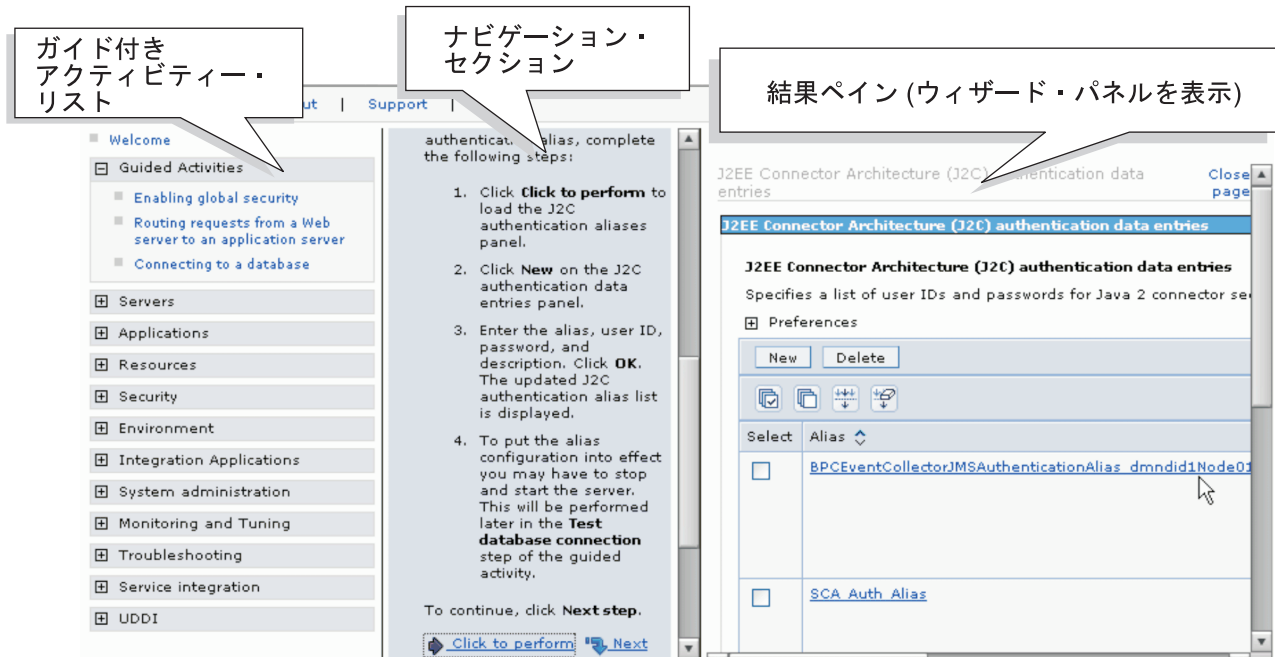 ガイド付き
アクティビティー・
リスト
ナビゲーション・
セクション
結果ペイン (ウィザード・パネルを表示)
ut | Support |
Welcome
Guided Activities
Enabling global security
Routing requests from a Web
server to an application server
Connecting to a database
Servers
Applications
Resources
Security
Environment
Integration Applications
System administration
Monitoring and Tuning
Troubleshooting
Service integration
UDDI
alias, complete
the following steps:
1. Click Click to perform to
load the J2C
authentication aliases
panel.
2. Click New on the J2C
authentication data
entries panel.
3. Enter the alias, user ID,
password, and
description. Click OK.
The updated J2C
authentication alias list
is displayed.
4. To put the alias
configuration into effect
you may have to stop
and start the server.
This will be performed
later in the Test
database connection
step of the guided
activity.
To continue, click Next step.
Click to perform Next
J2EE Connector Architecture (J2C) authentication data
entries
Close
page
J2EE Connector Architecture (J2C) authentication data entries
J2EE Connector Architecture (J2C) authentication data entries
Specifies a list of user IDs and passwords for Java 2 connector
Preferences
New Delete
Select Alias
BPCEventCollectorJMSAuthenticationAlias_dmndid1Node01
SCA_Auth_Alias